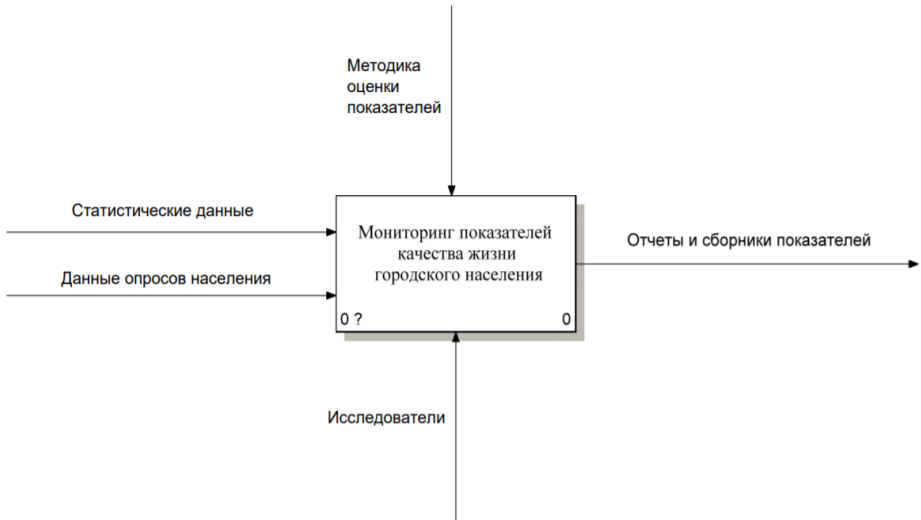 Методика
оценки
показателей
Статистические данные
Данные опросов населения
Мониторинг показателей
качества жизни
городского населения
0 ?
0
Отчеты и сборники показателей
Исследователи